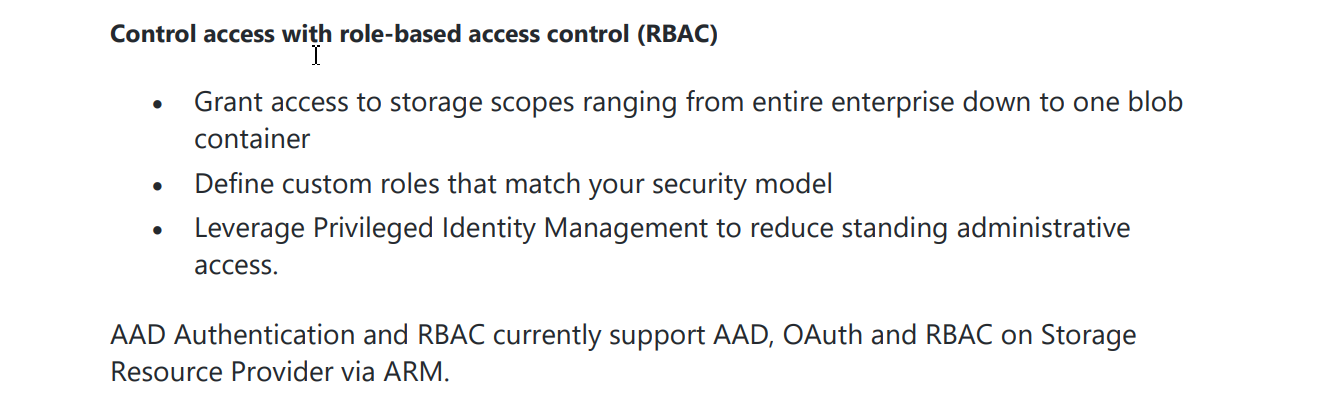 Control access with role-based access control (RBAC)
• Grant access to storage scopes ranging from entire enterprise down to one blob
container
• Define custom roles that match your security model
• Leverage Privileged Identity Management to reduce standing administrative
access.
AAD Authentication and RBAC currently support AAD, OAuth and RBAC on Storage
Resource Provider via ARM.